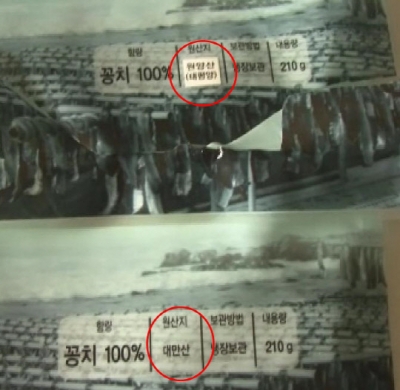 함량 원산지 보관방법 내용량
꽁치 100% 원양산 냉장보관 210 g
(태평양)
함량 원산지 보관방법 내용량
꽁치 100% 대만산 냉장보관 210 g